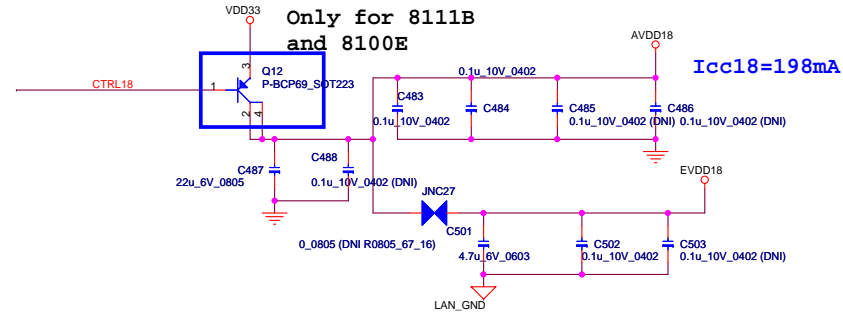 VDD33
Only for 8111B
and 8100E
AVDD18
Icc18=198mA
3
Q12
P-BCP69_SOT223
CTRL18
1
2
4
0.1u_10V_0402
C483
0.1u_10V_0402
C484
C485
0.1u_10V_0402 (DNI)
C486
0.1u_10V_0402 (DNI)
C487
22u_6V_0805
C488
0.1u_10V_0402 (DNI)
EVDD18
JNC27
0_0805 (DNI R0805_67_16)
C501
4.7u_6V_0603
C502
0.1u_10V_0402
C503
0.1u_10V_0402 (DNI)
LAN_GND